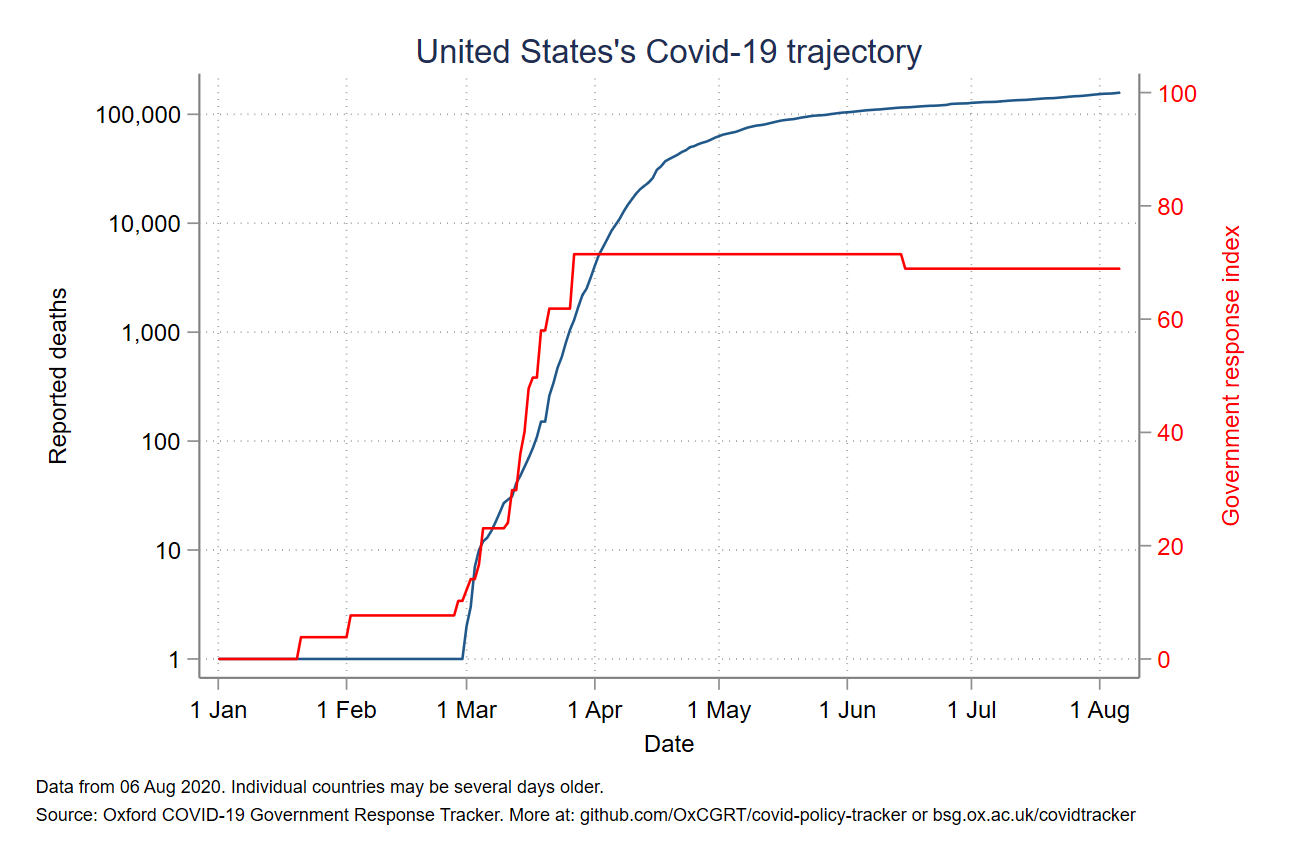 United States's Covid-19 trajectory
100,000
10,000
1,000
100
10
1
Reported deaths
100
80
60
40
20
0
Government response index
1 Jan
1 Feb
1 Mar
1 Apr
1 May
1 Jun
1 Jul
1 Aug
Date
Data from 06 Aug 2020. Individual countries may be several days older.
Source: Oxford COVID-19 Government Response Tracker. More at: github.com/OxCGRT/covid-policy-tracker or bsg.ox.ac.uk/covidtracker